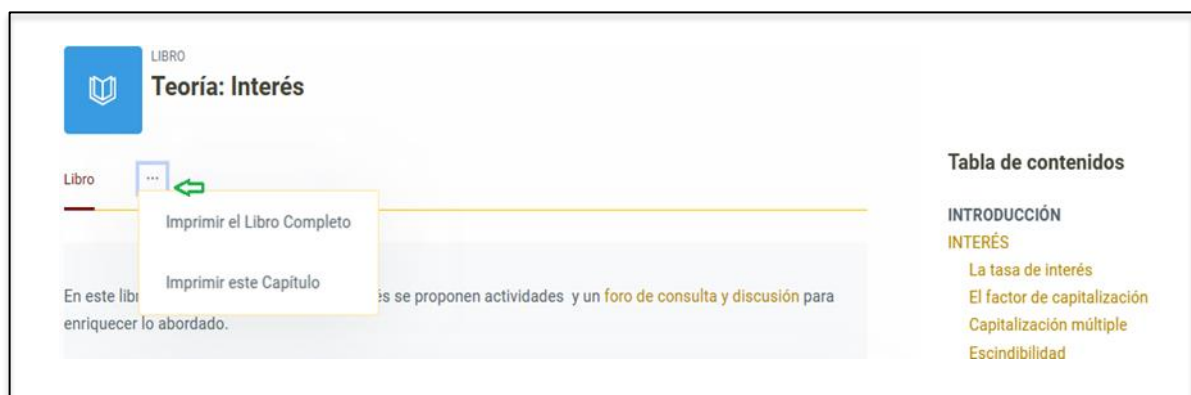 LIBRO
Teoría: Interés
Libro
...
Imprimir el Libro Completo
Imprimir este Capítulo
En este libr és se proponen actividades y un foro de consulta y discusión para
enriquecer lo abordado.
Tabla de contenidos
INTRODUCCIÓN
INTERÉS
La tasa de interés
El factor de capitalización
Capitalización múltiple
Escindibilidad